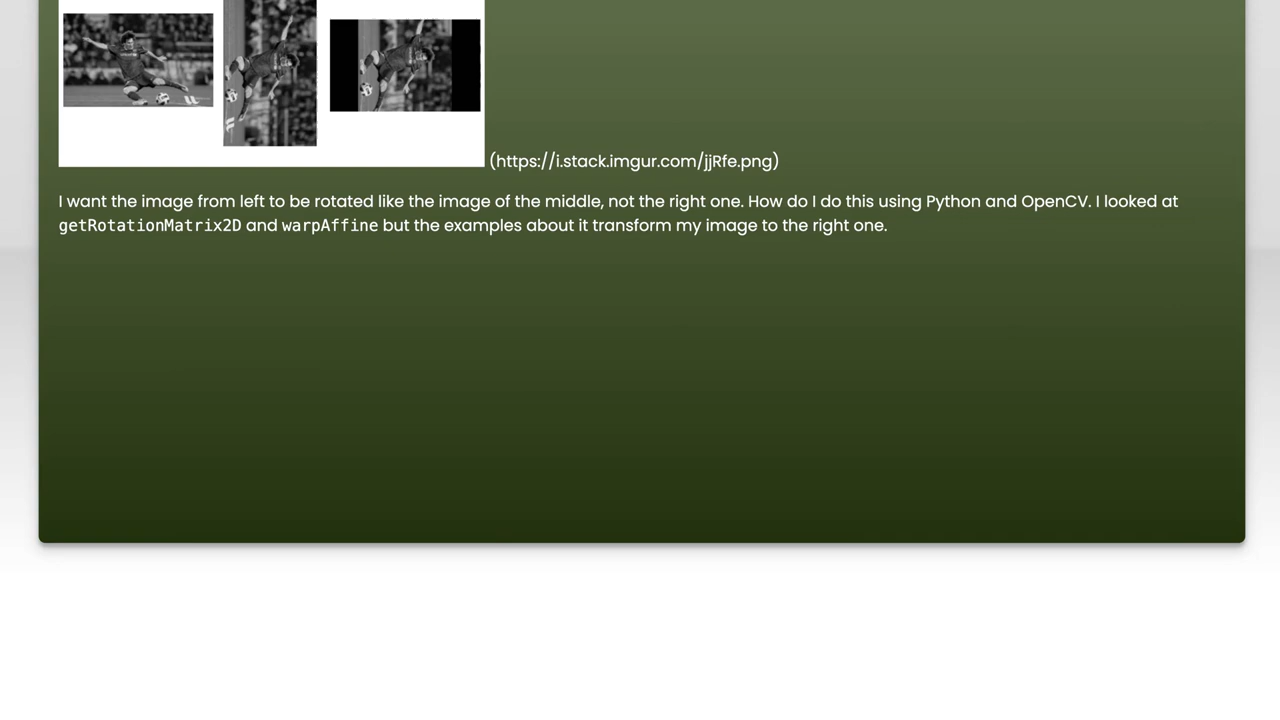 (https://i.stack.imgur.com/jjRfe.png)
I want the image from left to be rotated like the image of the middle, not the right one. How do I do this using Python and OpenCV. I looked at
getRotationMatrix2D and warpAffine but the examples about it transform my image to the right one.